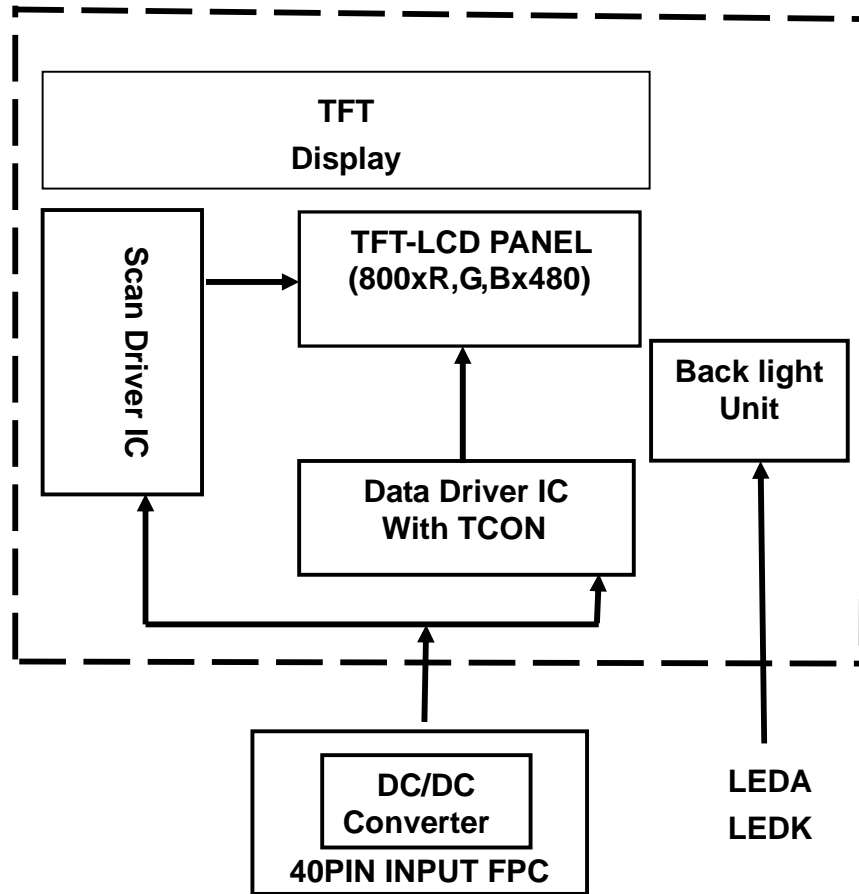 TFT
Display
Scan Driver IC
TFT-LCD PANEL
(800xR,G,Bx480)
Back light
Unit
Data Driver IC
With TCON
DC/DC
Converter
40PIN INPUT FPC
LEDA
LEDK